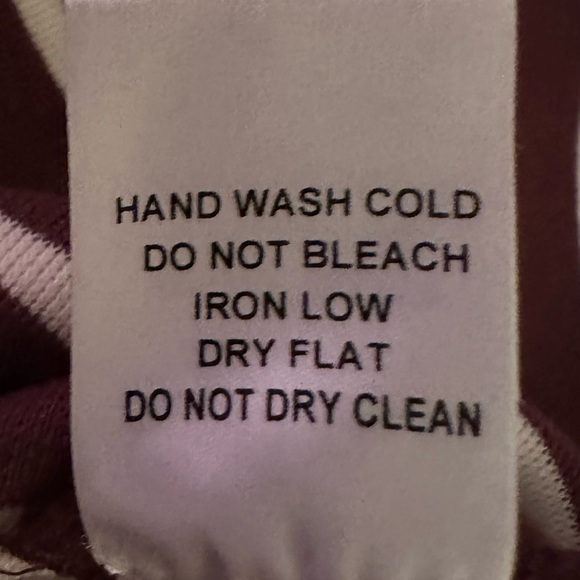 HAND WASH COLD
DO NOT BLEACH
IRON LOW
DRY FLAT
DO NOT DRY CLEAN